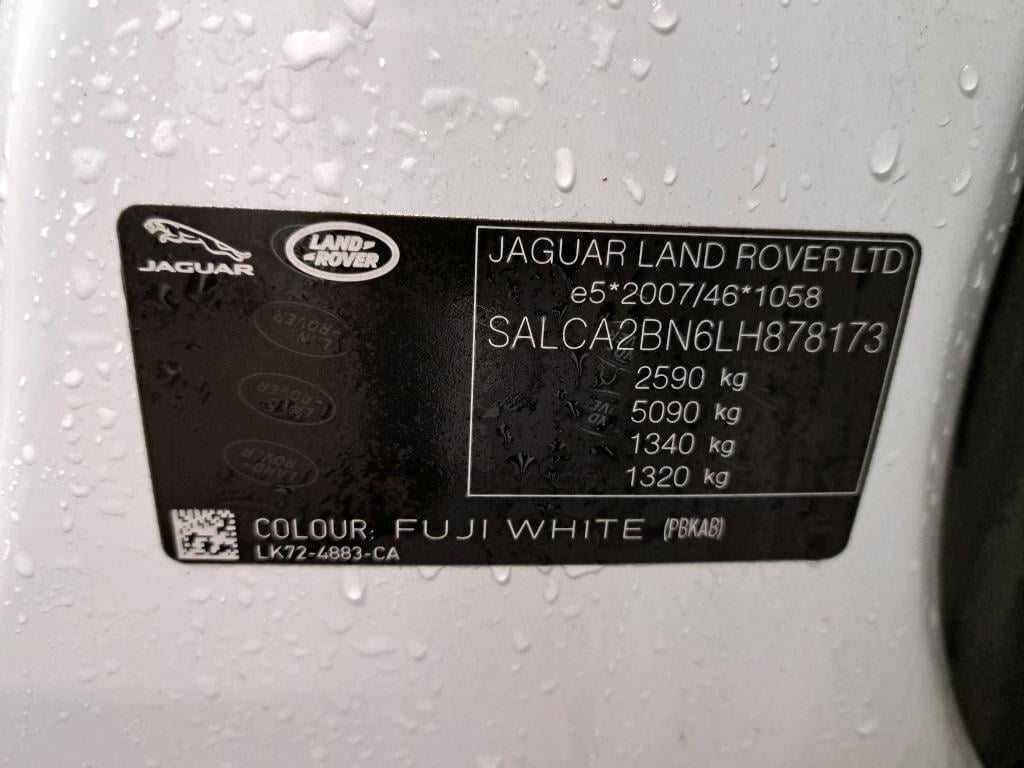 JAGUAR
LAND-
-ROVER
JAGUAR LAND ROVER LTD
e5*2007/46*1058
SALCA2BN6LH878173
2590 kg
5090 kg
1340 kg
1320 kg
COLOUR: FUJI WHITE (PBKAB)
LK72-4883-CA